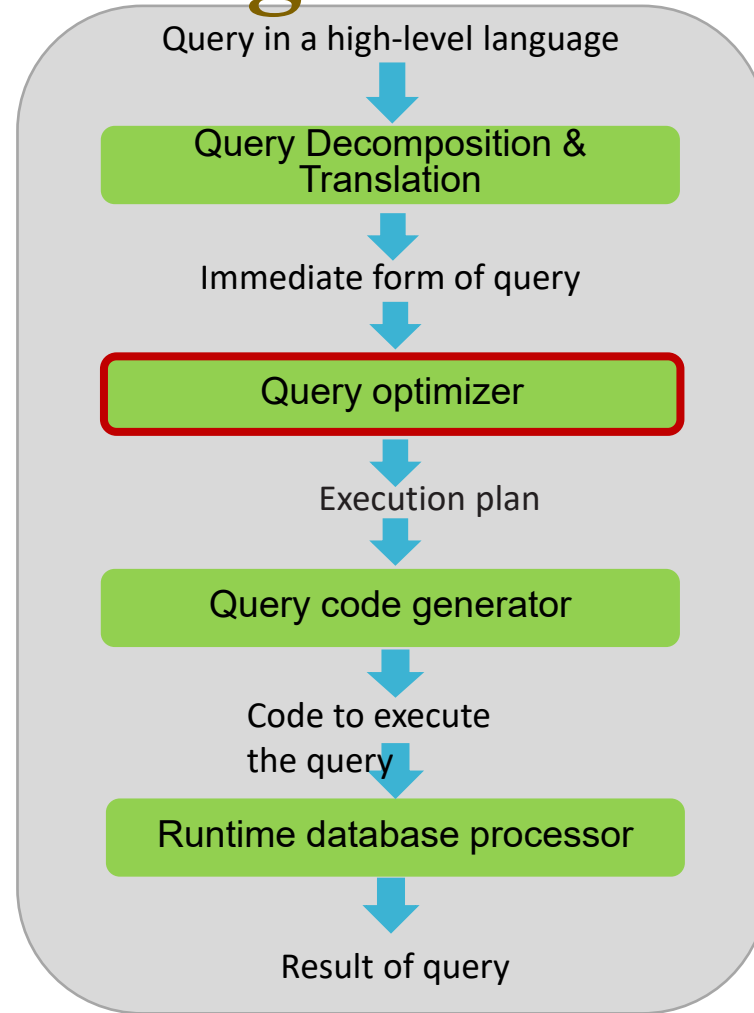 g
Query in a high-level language
Query Decomposition &
Translation
Immediate form of query
Query optimizer
Execution plan
Query code generator
Code to execute
the query
Runtime database processor
Result of query